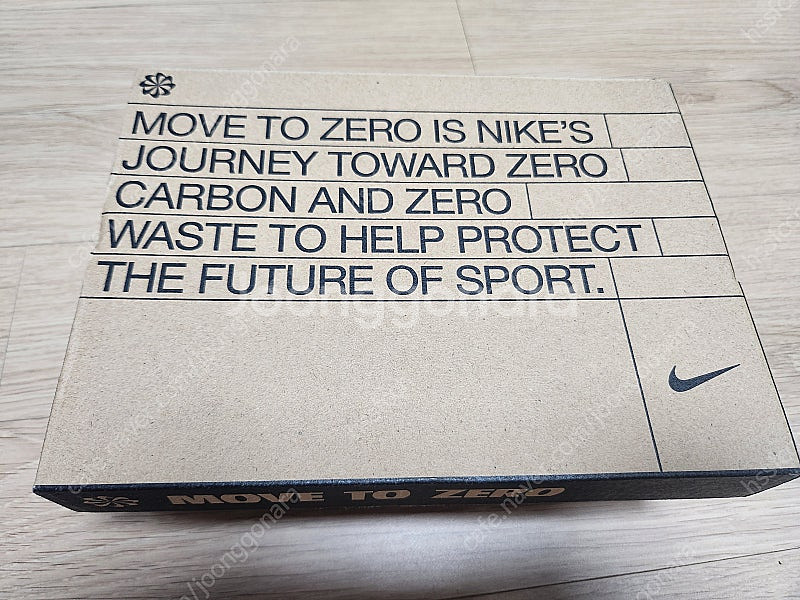 MOVE TO ZERO IS NIKE'S
JOURNEY TOWARD ZERO
CARBON AND ZERO
WASTE TO HELP PROTECT
THE FUTURE OF SPORT.
joonggonara
MOVE TO ZERO